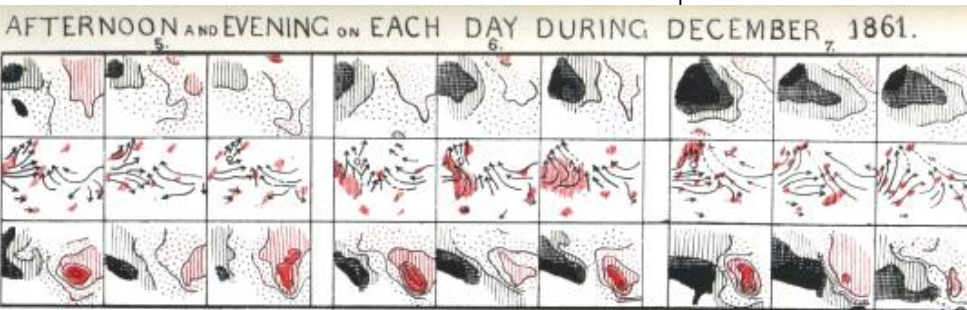 AFTERNOON AND EVENING ON EACH DAY DURING DECEMBER, 1861.
5. 6. 7.